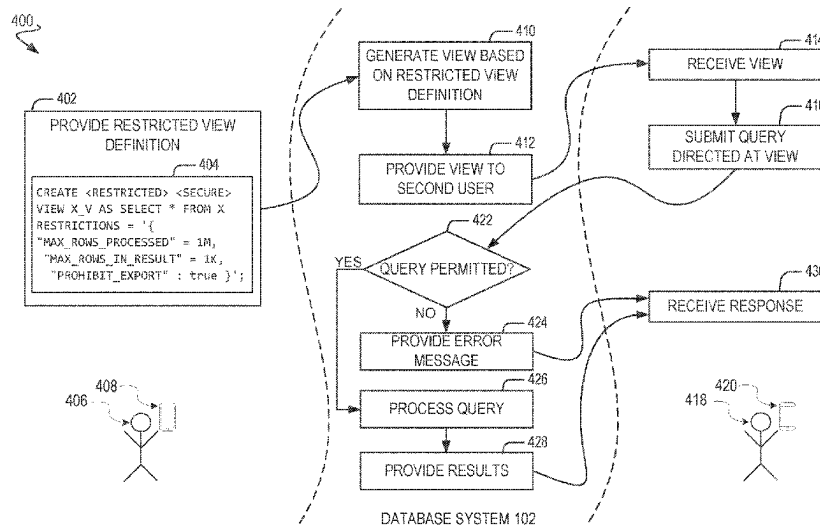 400
402
PROVIDE RESTRICTED VIEW
DEFINITION
404
CREATE <RESTRICTED> <SECURE>
VIEW X_V AS SELECT * FROM X
RESTRICTIONS = '{
"MAX_ROWS_PROCESSED" = 1M,
"MAX_ROWS_IN_RESULT" = 1K,
"PROHIBIT_EXPORT" : true }';
406
408
410
GENERATE VIEW BASED
ON RESTRICTED VIEW
DEFINITION
412
PROVIDE VIEW TO
SECOND USER
422
QUERY PERMITTED?
YES
NO
424
PROVIDE ERROR
MESSAGE
426
PROCESS QUERY
428
PROVIDE RESULTS
DATABASE SYSTEM 102
414
RECEIVE VIEW
416
SUBMIT QUERY
DIRECTED AT VIEW
430
RECEIVE RESPONSE
418
420